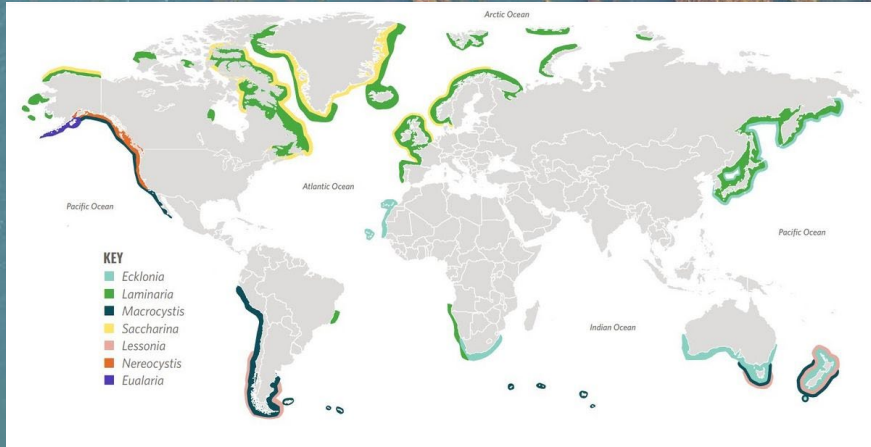 Arctic Ocean
Atlantic Ocean
Pacific Ocean
Pacific Ocean
Indian Ocean
KEY
Ecklonia
Laminaria
Macrocystis
Saccharina
Lessonia
Nereocystis
Eualaria